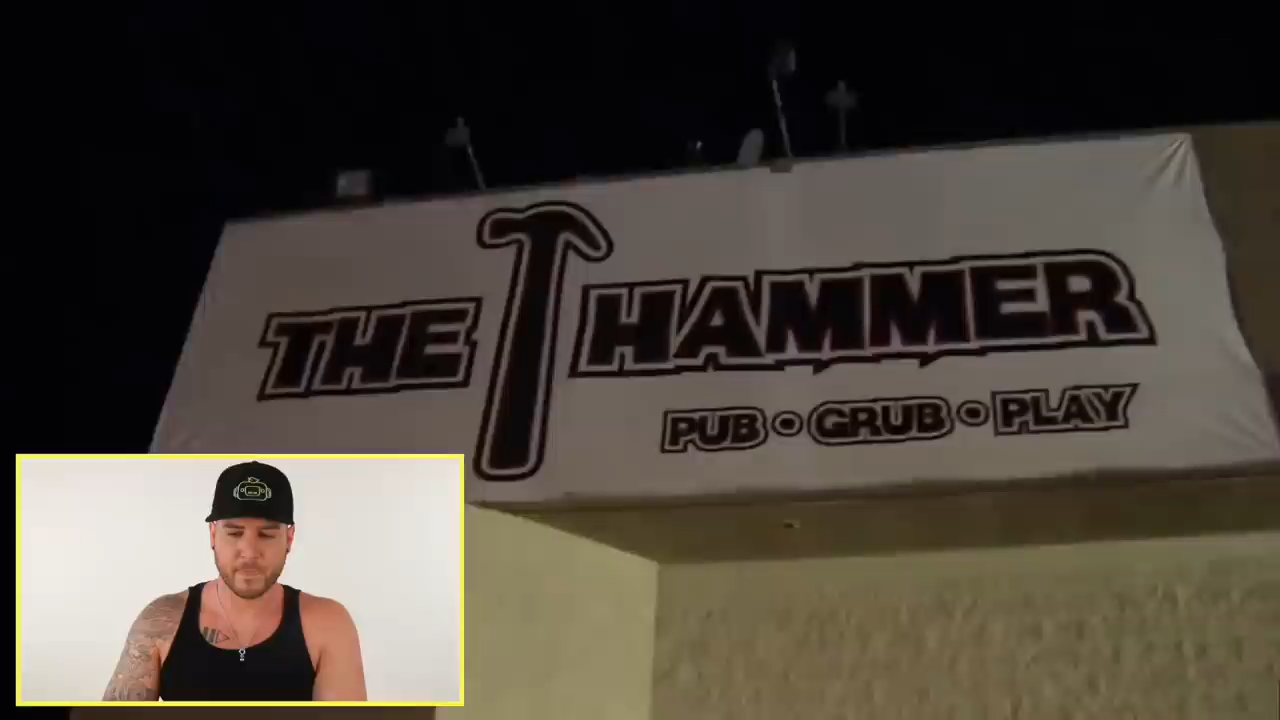 THE HAMMER
PUB • GRUB • PLAY